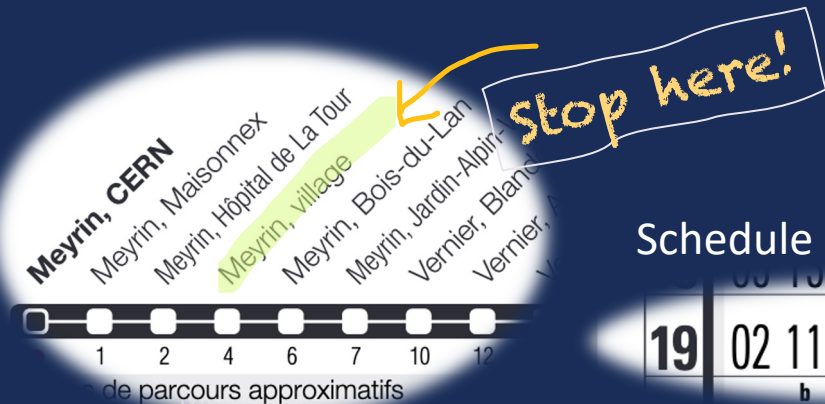 Stop here!
Meyrin, CERN
Meyrin, Maisonnex
Meyrin, Hôpital de La Tour
Meyrin, village
Meyrin, Bois-du-Lan
Meyrin, Jardin-Alpin-
Vernier,
Vernier,
1 2 4 6 7 10 12
de parcours approximatifs
Schedule
19 02 11
b